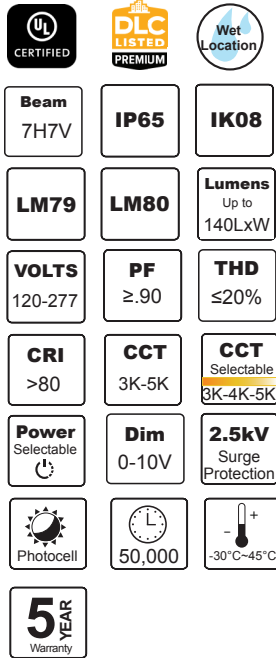 UL
CERTIFIED
DLC
LISTED
PREMIUM
Wet
Location
Beam
7H7V
IP65
IK08
LM79
LM80
Lumens
Up to
140LxW
VOLTS
120-277
PF
≥.90
THD
≤20%
CRI
>80
CCT
3K-5K
CCT
Selectable
3K-4K-5K
Power
Selectable
Dim
0-10V
2.5kV
Surge
Protection
Photocell
50,000
+
-
-30°C~45°C
5 YEAR
Warranty